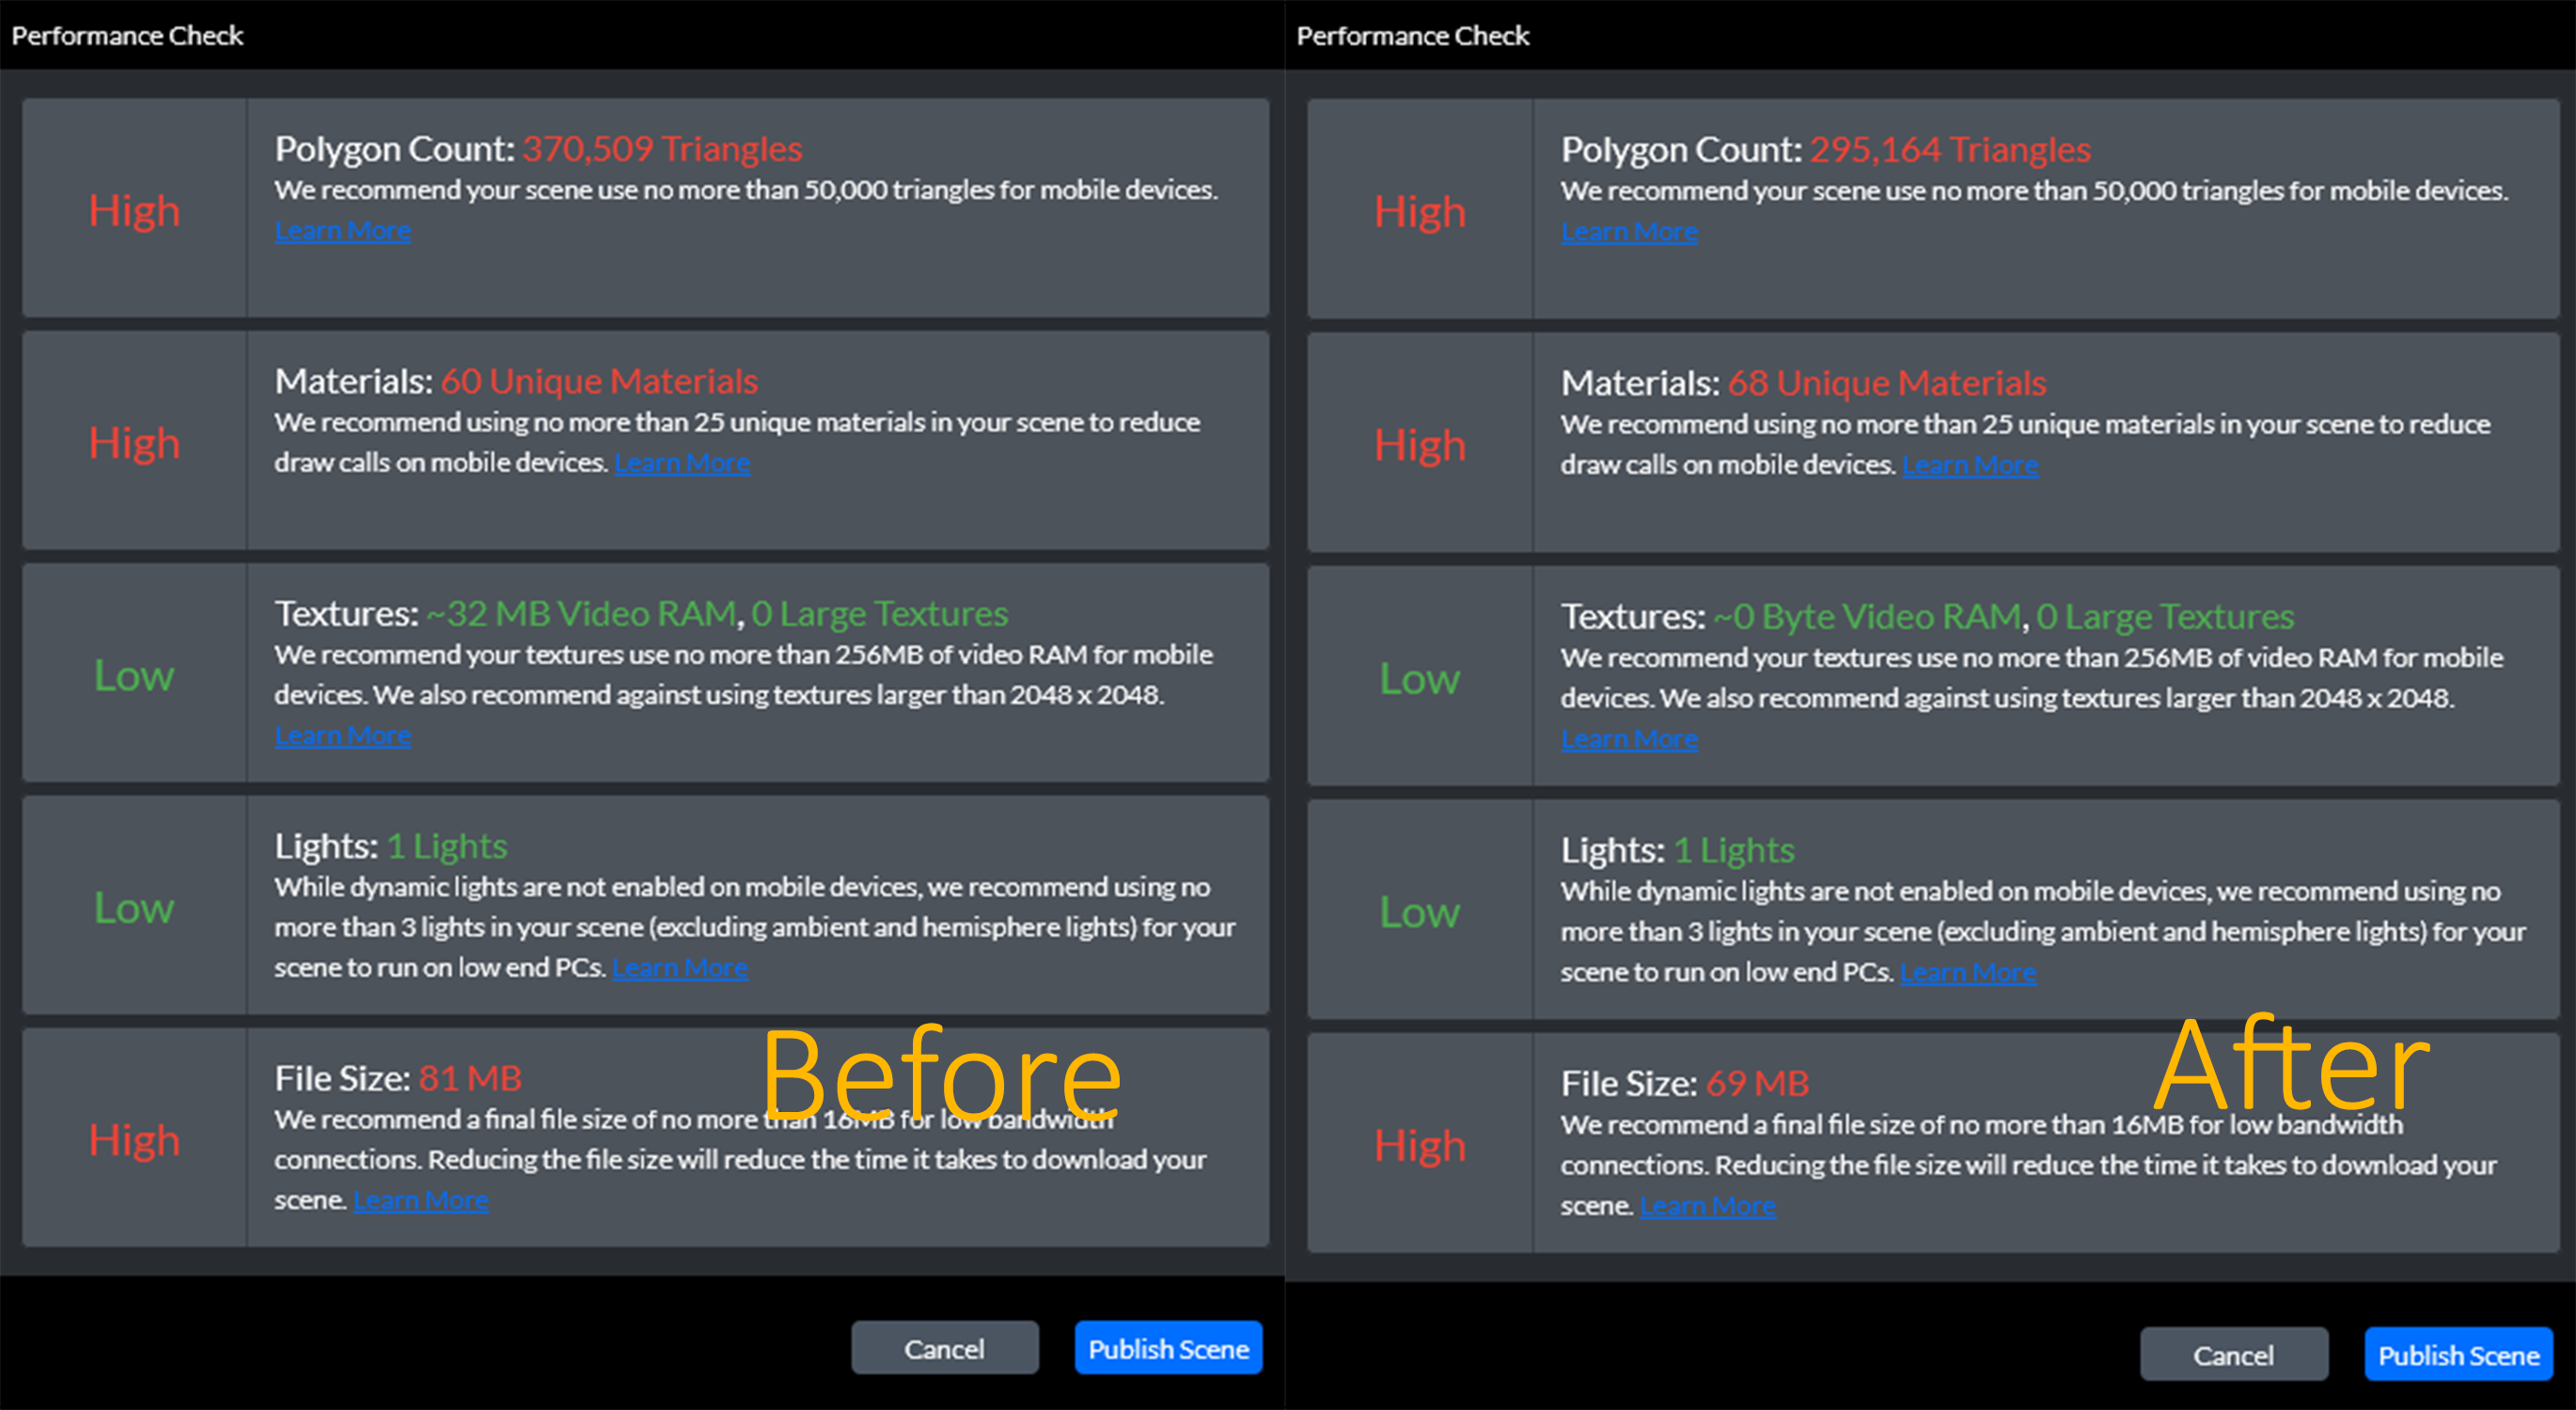 Performance Check
High
Polygon Count: 370,509 Triangles
We recommend your scene use no more than 50,000 triangles for mobile devices.
Learn More
High
Materials: 60 Unique Materials
We recommend using no more than 25 unique materials in your scene to reduce
draw calls on mobile devices. Learn More
Low
Textures: ~32 MB Video RAM, 0 Large Textures
We recommend your textures use no more than 256MB of video RAM for mobile
devices. We also recommend against using textures larger than 2048 x 2048.
Learn More
Low
Lights: 1 Lights
While dynamic lights are not enabled on mobile devices, we recommend using no
more than 3 lights in your scene (excluding ambient and hemisphere lights) for your
scene to run on low end PCs. Learn More
Before
High
File Size: 81 MB
We recommend a final file size of no more than 16MB for low bandwidth
connections. Reducing the file size will reduce the time it takes to download your
scene. Learn More
Cancel
Publish Scene
Performance Check
High
Polygon Count: 295,164 Triangles
We recommend your scene use no more than 50,000 triangles for mobile devices.
Learn More
High
Materials: 68 Unique Materials
We recommend using no more than 25 unique materials in your scene to reduce
draw calls on mobile devices. Learn More
Low
Textures: ~0 Byte Video RAM, 0 Large Textures
We recommend your textures use no more than 256MB of video RAM for mobile
devices. We also recommend against using textures larger than 2048 x 2048.
Learn More
Low
Lights: 1 Lights
While dynamic lights are not enabled on mobile devices, we recommend using no
more than 3 lights in your scene (excluding ambient and hemisphere lights) for your
scene to run on low end PCs. Learn More
After
High
File Size: 69 MB
We recommend a final file size of no more than 16MB for low bandwidth
connections. Reducing the file size will reduce the time it takes to download your
scene. Learn More
Cancel
Publish Scene